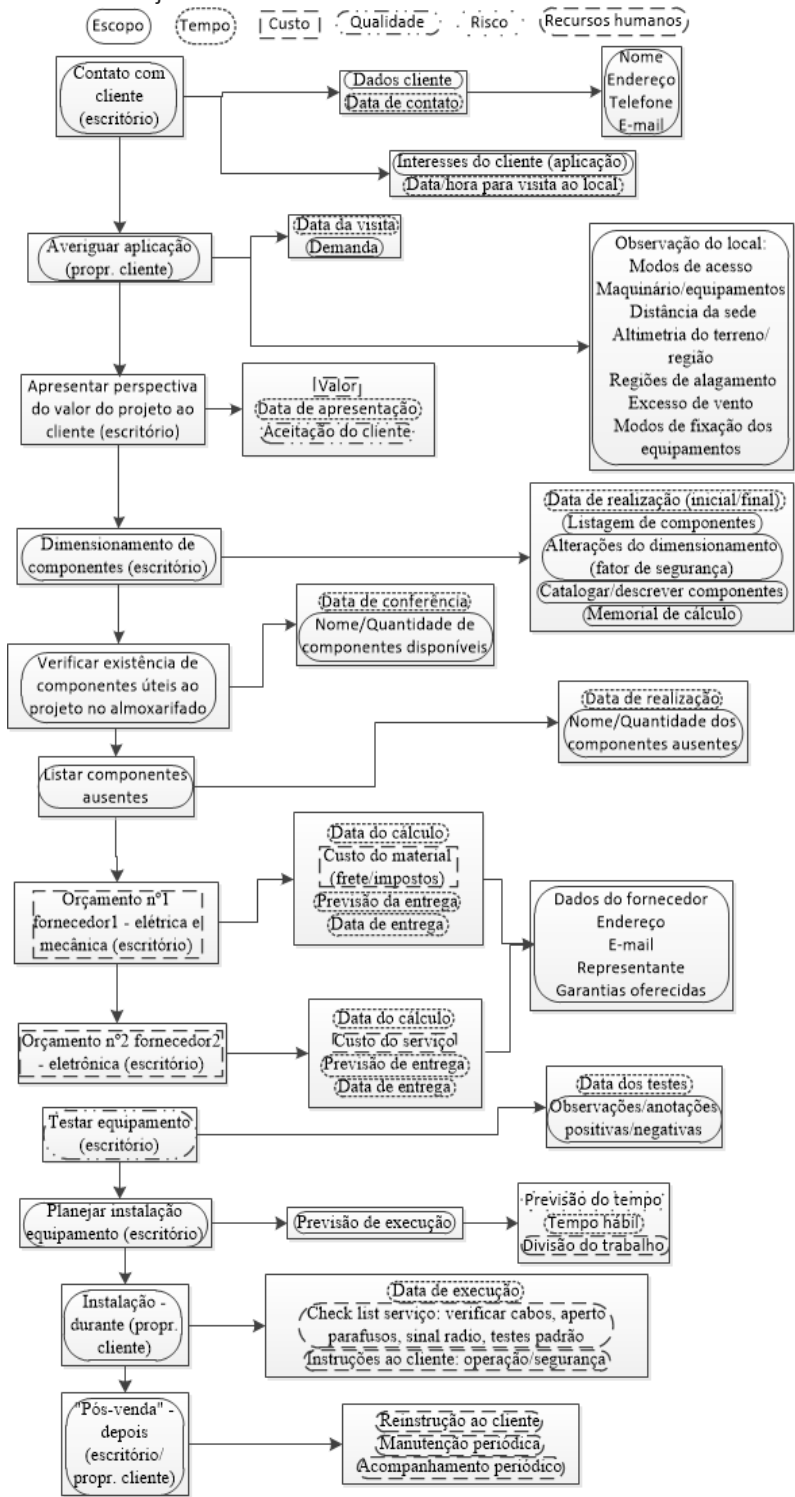 Escopo
Tempo
Custo
Qualidade
Risco
Recursos humanos
Contato com
cliente
(escritório)
Dados cliente
Data de contato
Nome
Endereço
Telefone
E-mail
Interesses do cliente (aplicação)
Data/hora para visita ao local
Averiguar aplicação
(propr. cliente)
Data da visita
Demanda
Observação do local:
Modos de acesso
Maquinário/equipamentos
Distância da sede
Altimetria do terreno/
região
Regiões de alagamento
Excesso de vento
Modos de fixação dos
equipamentos
Apresentar perspectiva
do valor do projeto ao
cliente (escritório)
Valor
Data de apresentação
Aceitação do cliente
Dimensionamento de
componentes (escritório)
Data de realização (inicial/final)
Listagem de componentes
Alterações do dimensionamento
(fator de segurança)
Catalogar/descrever componentes
Memorial de cálculo
Verificar existência de
componentes úteis ao
projeto no almoxarifado
Data de conferência
Nome/Quantidade de
componentes disponíveis
Listar componentes
ausentes
Data de realização
Nome/Quantidade dos
componentes ausentes
Orçamento nº1
fornecedor1 - elétrica e
mecânica (escritório)
Data do cálculo
Custo do material
(frete/impostos)
Previsão da entrega
Data de entrega
Dados do fornecedor
Endereço
E-mail
Representante
Garantias oferecidas
Orçamento nº2 fornecedor2
- eletrônica (escritório)
Data do cálculo
Custo do serviço
Previsão de entrega
Data de entrega
Testar equipamento
(escritório)
Data dos testes
Observações/anotações
positivas/negativas
Planejar instalação
equipamento (escritório)
Previsão de execução
Previsão do tempo
Tempo hábil
Divisão do trabalho
Instalação -
durante (propr.
cliente)
Data de execução
Check list serviço: verificar cabos, aperto
parafusos, sinal radio, testes padrão
Instruções ao cliente: operação/segurança
"Pós-venda" -
depois
(escritório/
propr. cliente)
Reinstrução ao cliente
Manutenção periódica
Acompanhamento periódico